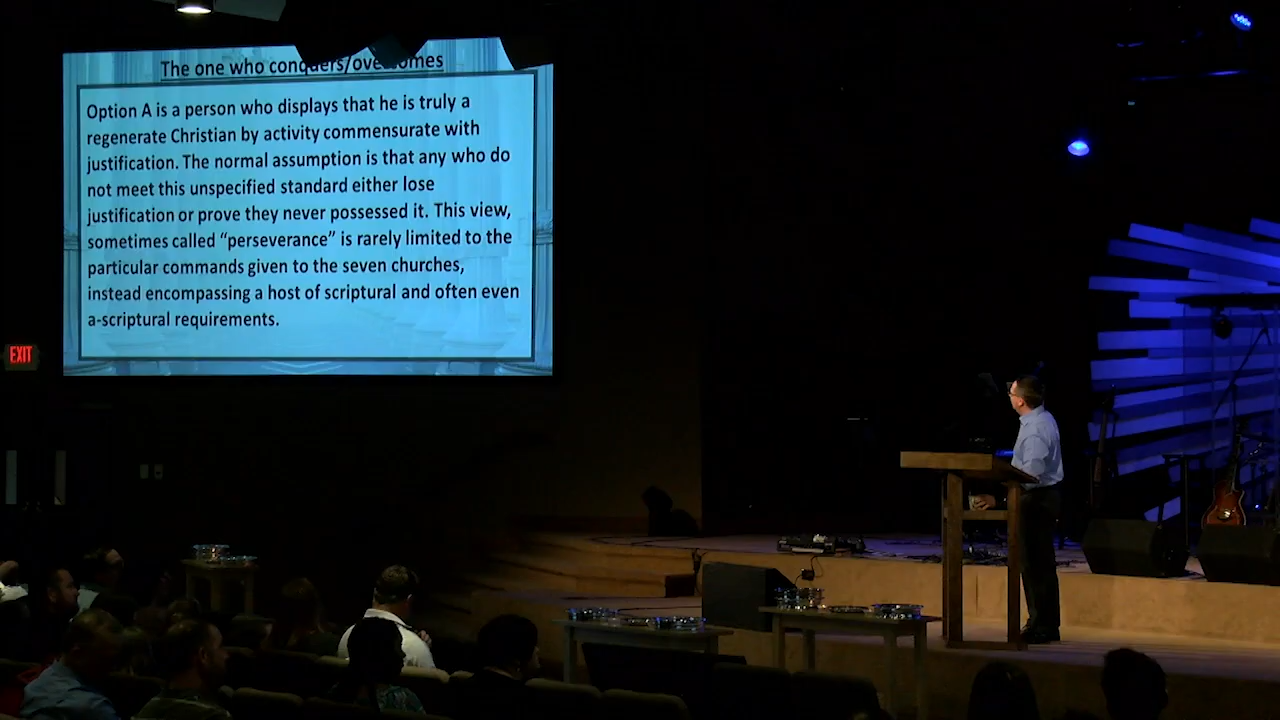 The one who conquers/overcomes
Option A is a person who displays that he is truly a
regenerate Christian by activity commensurate with
justification. The normal assumption is that any who do
not meet this unspecified standard either lose
justification or prove they never possessed it. This view,
sometimes called “perseverance” is rarely limited to the
particular commands given to the seven churches,
instead encompassing a host of scriptural and often even
a-scriptural requirements.
EXIT